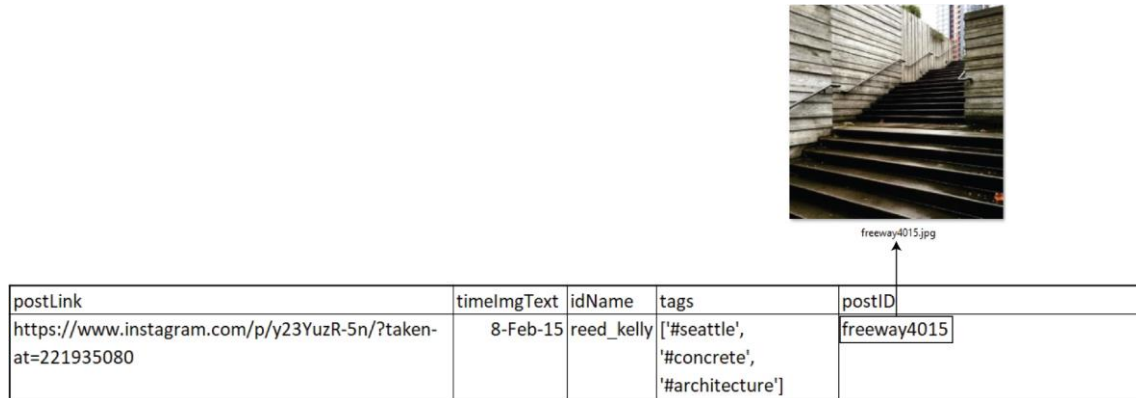 freeway4015.jpg
postLink timeImgText idName tags postID
https://www.instagram.com/p/y23YuzR-5n/?taken- 8-Feb-15 reed_kelly ['#seattle', freeway4015
at=221935080 '#concrete',
'#architecture']